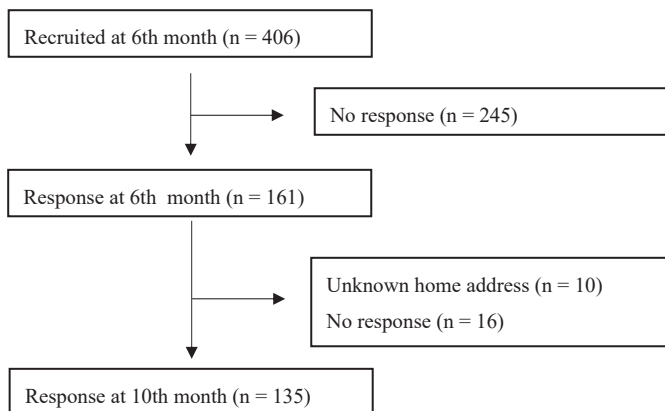 Recruited at 6th month (n = 406)
No response (n = 245)
Response at 6th month (n = 161)
Unknown home address (n = 10)
No response (n = 16)
Response at 10th month (n = 135)